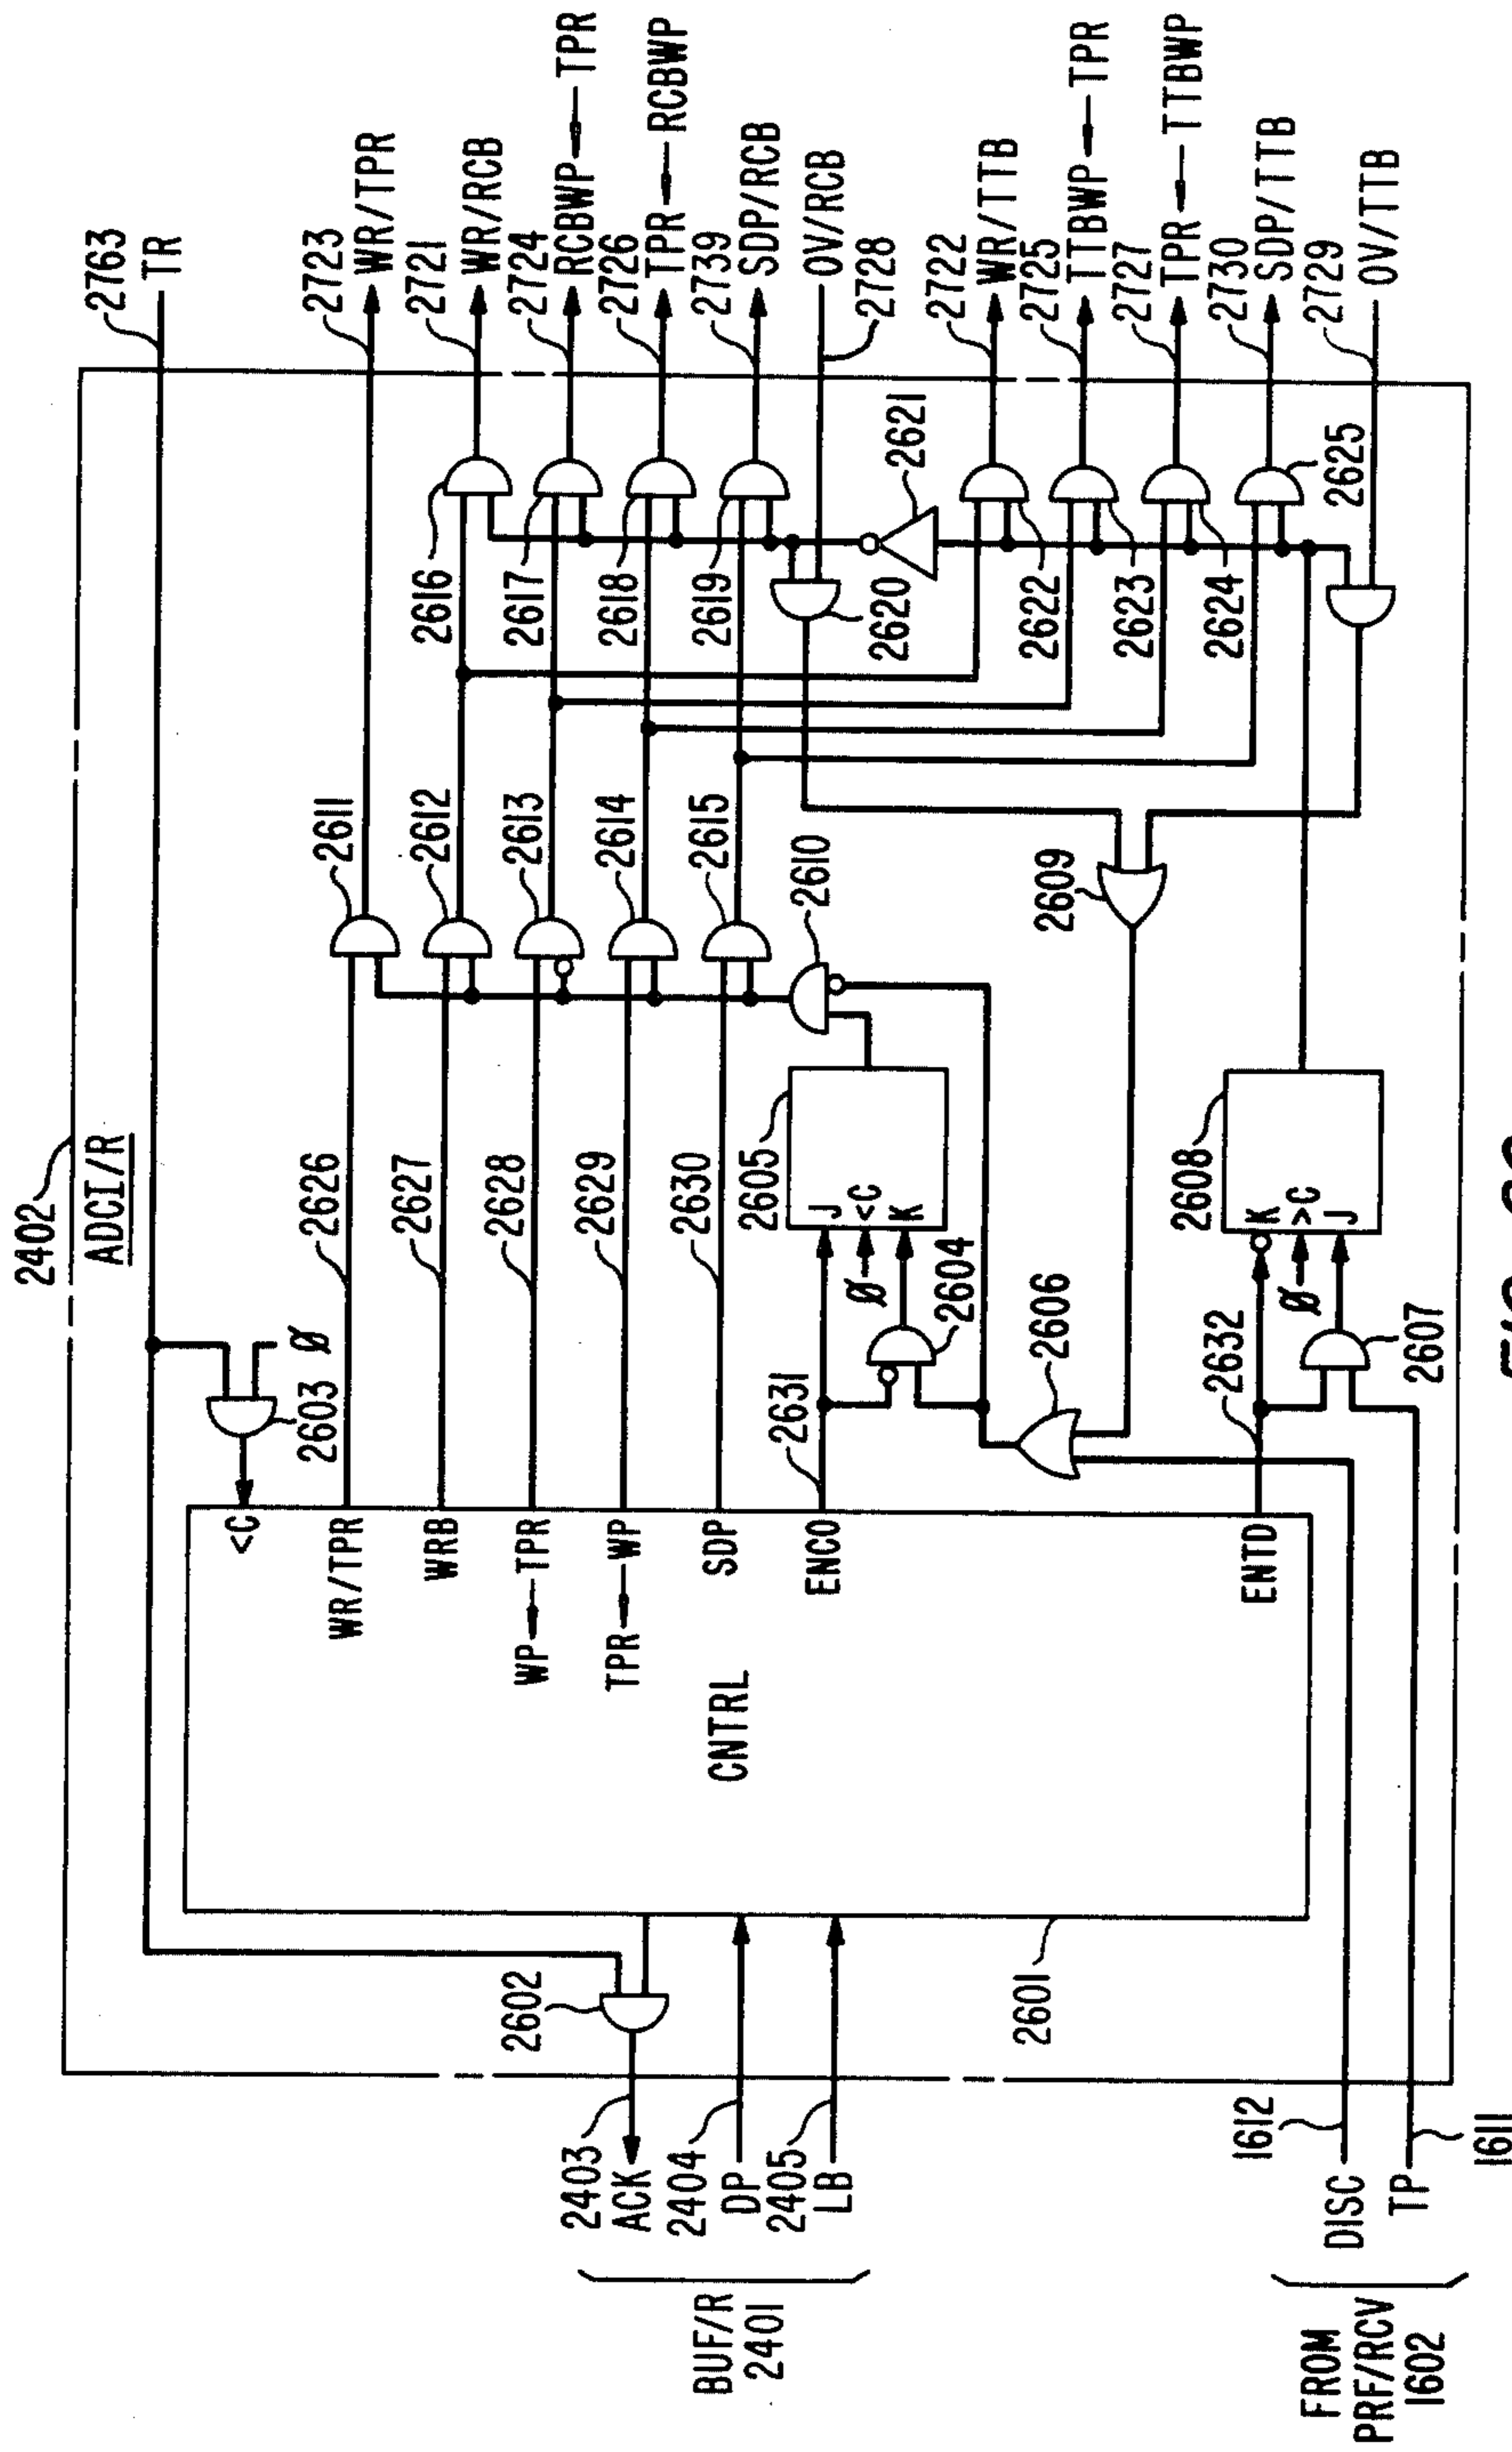 2402
ADCI/R
2763
TR
2723
WR/TPR
2721
WR/RCB
2724
RCBWP←TPR
2726
TPR←RCBWP
2739
SDP/RCB
OV/RCB
2728
2722
WR/TTB
2725
TTBWP←TPR
2727
TPR←TTBWP
2730
SDP/TTB
2729
OV/TTB
2616
2617
2618
2619
2620
2621
2622
2623
2624
2625
2611
2612
2613
2614
2615
2610
2609
2626
2627
2628
2629
2630
2605
J
<C
K
Ø
2604
2631
2606
2608
K
>C
J
Ø
2632
2607
2603
Ø
<C
WR/TPR
WRB
WP←TPR
TPR←WP
SDP
ENCO
ENTD
CNTRL
2601
2602
2403
ACK
2404
DP
2405
LB
BUF/R
2401
1612
DISC
TP
1611
FROM
PRF/RCV
1602